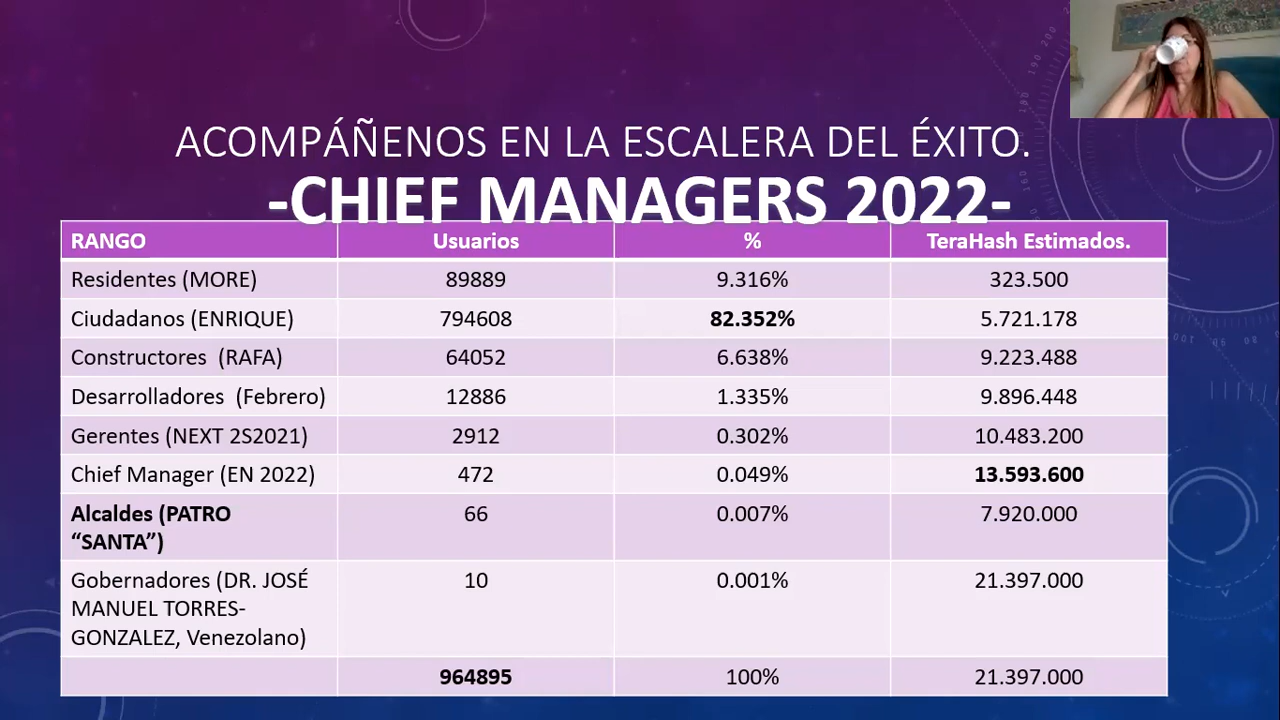 ACOMPÁÑENOS EN LA ESCALERA DEL ÉXITO.
-CHIEF MANAGERS 2022-
RANGO Usuarios % TeraHash Estimados.
Residentes (MORE) 89889 9.316% 323.500
Ciudadanos (ENRIQUE) 794608 82.352% 5.721.178
Constructores (RAFA) 64052 6.638% 9.223.488
Desarrolladores (Febrero) 12886 1.335% 9.896.448
Gerentes (NEXT 2S2021) 2912 0.302% 10.483.200
Chief Manager (EN 2022) 472 0.049% 13.593.600
Alcaldes (PATRO 66 0.007% 7.920.000
“SANTA”)
Gobernadores (DR. JOSÉ 10 0.001% 21.397.000
MANUEL TORRES-
GONZALEZ, Venezolano)
964895 100% 21.397.000